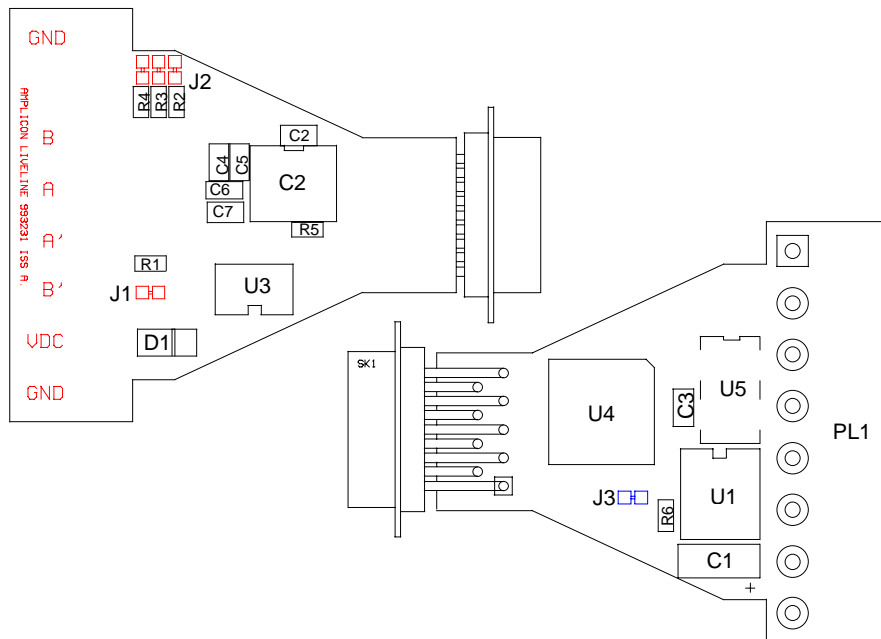 GND
J2
R4
R3
R2
AMPLICON LIVELINE 993231 ISS A.
B
A
A'
B'
VDC
GND
C2
C4
C5
C6
C7
C2
R5
R1
J1
U3
D1
SK1
U4
C3
U5
PL1
J3
R6
U1
C1
+